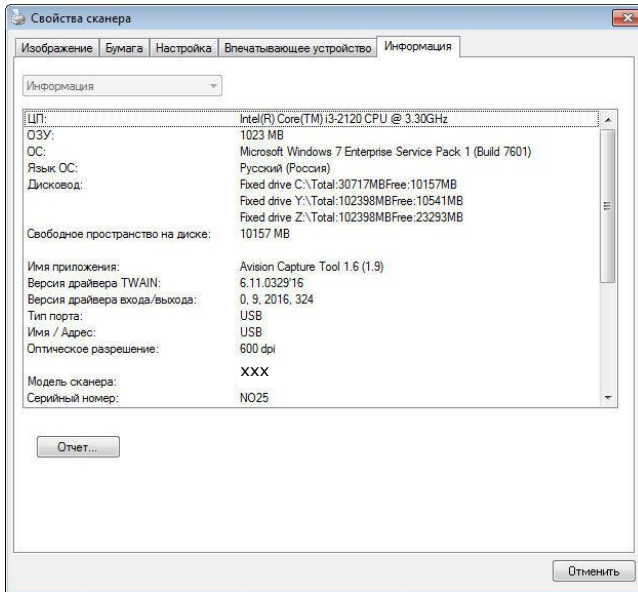 Свойства сканера
Изображение Бумага Настройка Впечатывающее устройство Информация
Информация
ЦП: Intel(R) Core(TM) i3-2120 CPU @ 3.30GHz
ОЗУ: 1023 MB
ОС: Microsoft Windows 7 Enterprise Service Pack 1 (Build 7601)
Язык ОС: Русский (Россия)
Дисковод: Fixed drive C:\Total:30717MBFree:10157MB
Fixed drive Y:\Total:102398MBFree:10541MB
Fixed drive Z:\Total:102398MBFree:23293MB
Свободное пространство на диске: 10157 MB
Имя приложения: Avision Capture Tool 1.6 (1.9)
Версия драйвера TWAIN: 6.11.0329'16
Версия драйвера входа/выхода: 0, 9, 2016, 324
Тип порта: USB
Имя / Адрес: USB
Оптическое разрешение: 600 dpi
Модель сканера: xxx
Серийный номер: NO25
Отчет...
Отменить